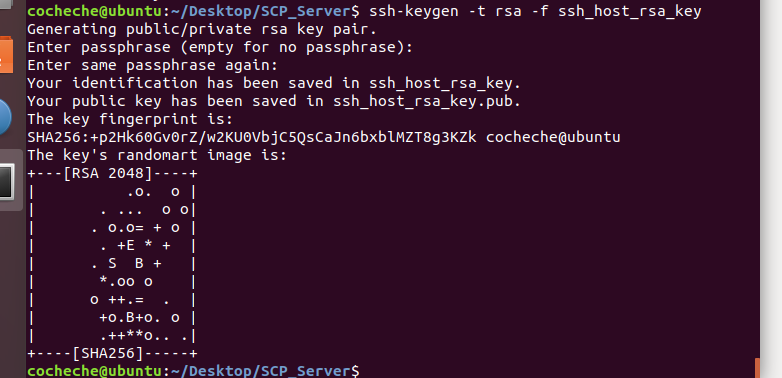 cocheche@ubuntu:~/Desktop/SCP_Server$ ssh-keygen -t rsa -f ssh_host_rsa_key
Generating public/private rsa key pair.
Enter passphrase (empty for no passphrase):
Enter same passphrase again:
Your identification has been saved in ssh_host_rsa_key.
Your public key has been saved in ssh_host_rsa_key.pub.
The key fingerprint is:
SHA256:+p2Hk60Gv0rZ/w2KU0VbjC5QsCaJn6bxblMZT8g3KZk cocheche@ubuntu
The key's randomart image is:
+---[RSA 2048]----+
|           .o.  o |
|        . ...  o o|
|       . o.o= + o |
|        . +E * +  |
|       . S  B +   |
|        *.oo o    |
|       o ++.=  .  |
|        +o.B+o. o |
|        .++**o.. .|
+----[SHA256]-----+
cocheche@ubuntu:~/Desktop/SCP_Server$